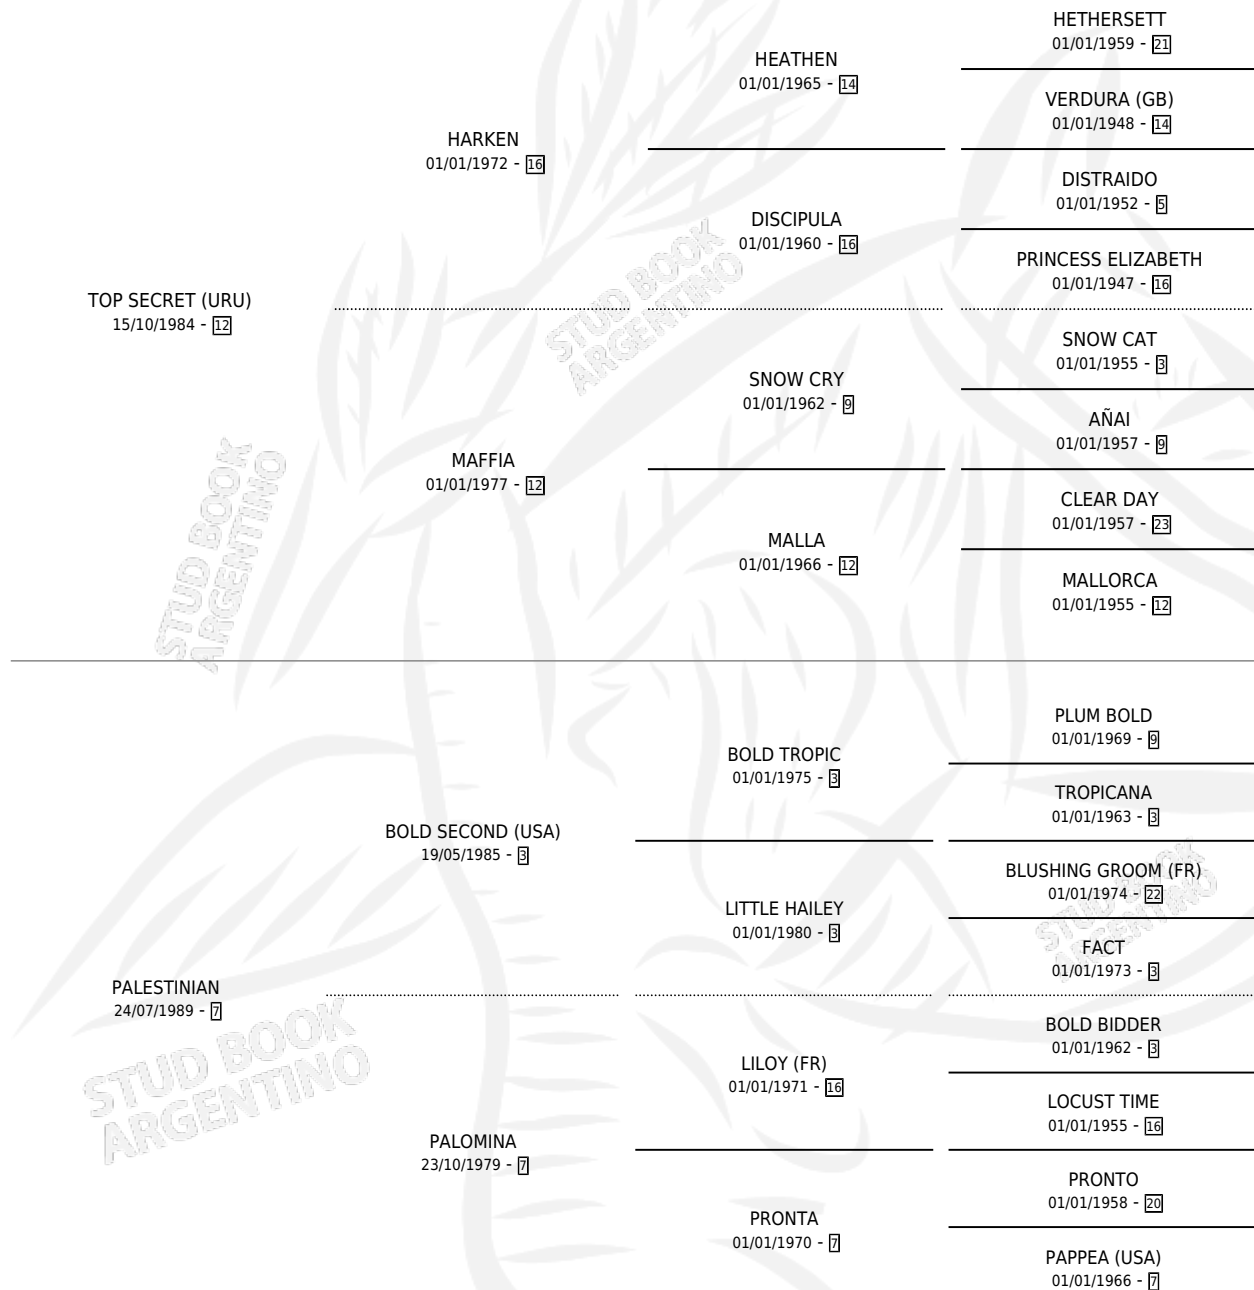 TOP SECRET (URU)
15/10/1984 - 12
HARKEN
01/01/1972 - 16
HEATHEN
01/01/1965 - 14
HETHERSETT
01/01/1959 - 21
VERDURA (GB)
01/01/1948 - 14
DISCIPULA
01/01/1960 - 16
DISTRAIDO
01/01/1952 - 5
PRINCESS ELIZABETH
01/01/1947 - 16
MAFFIA
01/01/1977 - 12
SNOW CRY
01/01/1962 - 9
SNOW CAT
01/01/1955 - 3
AÑAI
01/01/1957 - 9
MALLA
01/01/1966 - 12
CLEAR DAY
01/01/1957 - 23
MALLORCA
01/01/1955 - 12
PALESTINIAN
24/07/1989 - 7
BOLD SECOND (USA)
19/05/1985 - 3
BOLD TROPIC
01/01/1975 - 3
PLUM BOLD
01/01/1969 - 9
TROPICANA
01/01/1963 - 3
LITTLE HAILEY
01/01/1980 - 3
BLUSHING GROOM (FR)
01/01/1974 - 22
FACT
01/01/1973 - 3
PALOMINA
23/10/1979 - 7
LILOY (FR)
01/01/1971 - 16
BOLD BIDDER
01/01/1962 - 3
LOCUST TIME
01/01/1955 - 16
PRONTA
01/01/1970 - 7
PRONTO
01/01/1958 - 20
PAPPEA (USA)
01/01/1966 - 7
STUD BOOK
ARGENTINO
STUD BOOK
ARGENTINO
STUD BOOK
ARGENTINO
STUD BOOK
ARGENTINO